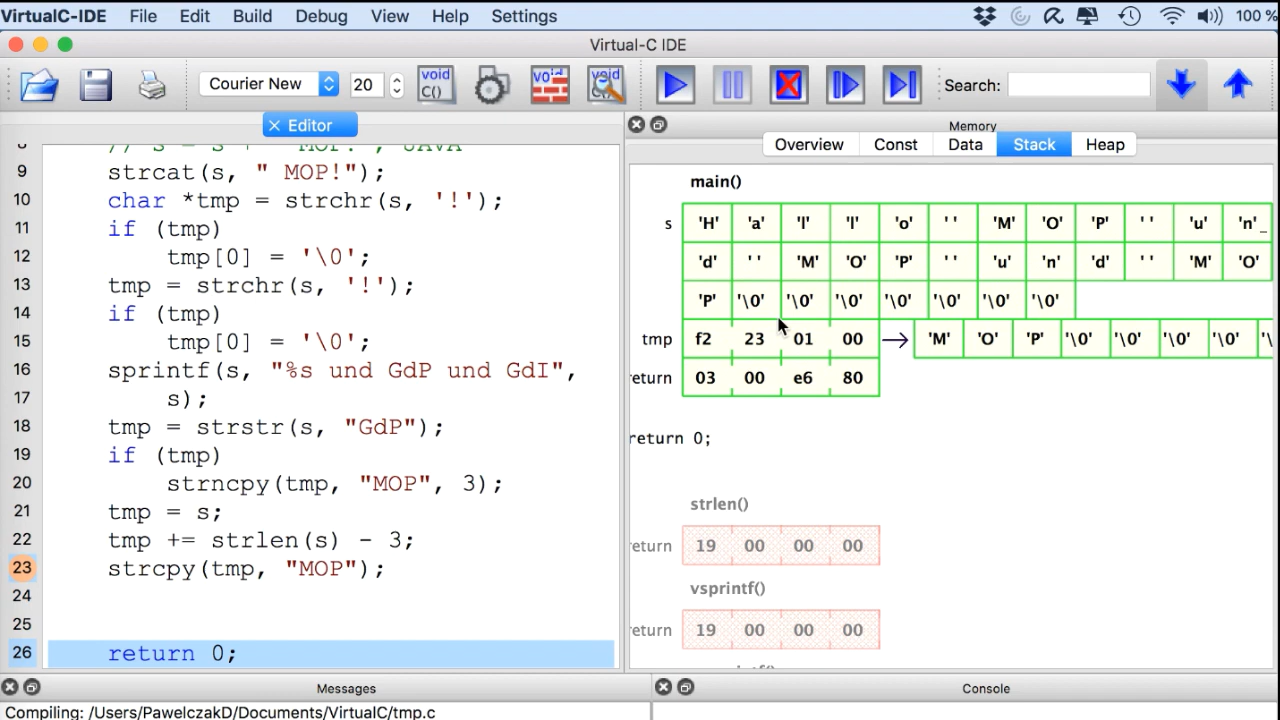 VirtualC-IDE File Edit Build Debug View Help Settings 100 %
Virtual-C IDE
Courier New 20 void C() void void C() Search:
Editor
Memory
Overview Const Data Stack Heap
9 strcat(s, " MOP!");
10 char *tmp = strchr(s, '!');
11 if (tmp)
12 tmp[0] = '\0';
13 tmp = strchr(s, '!');
14 if (tmp)
15 tmp[0] = '\0';
16 sprintf(s, "%s und GdP und GdI",
17 s);
18 tmp = strstr(s, "GdP");
19 if (tmp)
20 strncpy(tmp, "MOP", 3);
21 tmp = s;
22 tmp += strlen(s) - 3;
23 strcpy(tmp, "MOP");
24
25
26 return 0;
main()
s 'H' 'a' 'l' 'l' 'o' ' ' 'M' 'O' 'P' ' ' 'u' 'n'_
'd' ' ' 'M' 'O' 'P' ' ' 'u' 'n' 'd' ' ' 'M' 'O'
'P' '\0' '\0' '\0' '\0' '\0' '\0' '\0'
tmp f2 23 01 00 → 'M' 'O' 'P' '\0' '\0' '\0' '\0' '\
eturn 03 00 e6 80
return 0;
strlen()
eturn 19 00 00 00
vsprintf()
eturn 19 00 00 00
Messages
Console
Compiling: /Users/PawelczakD/Documents/VirtualC/tmp.c